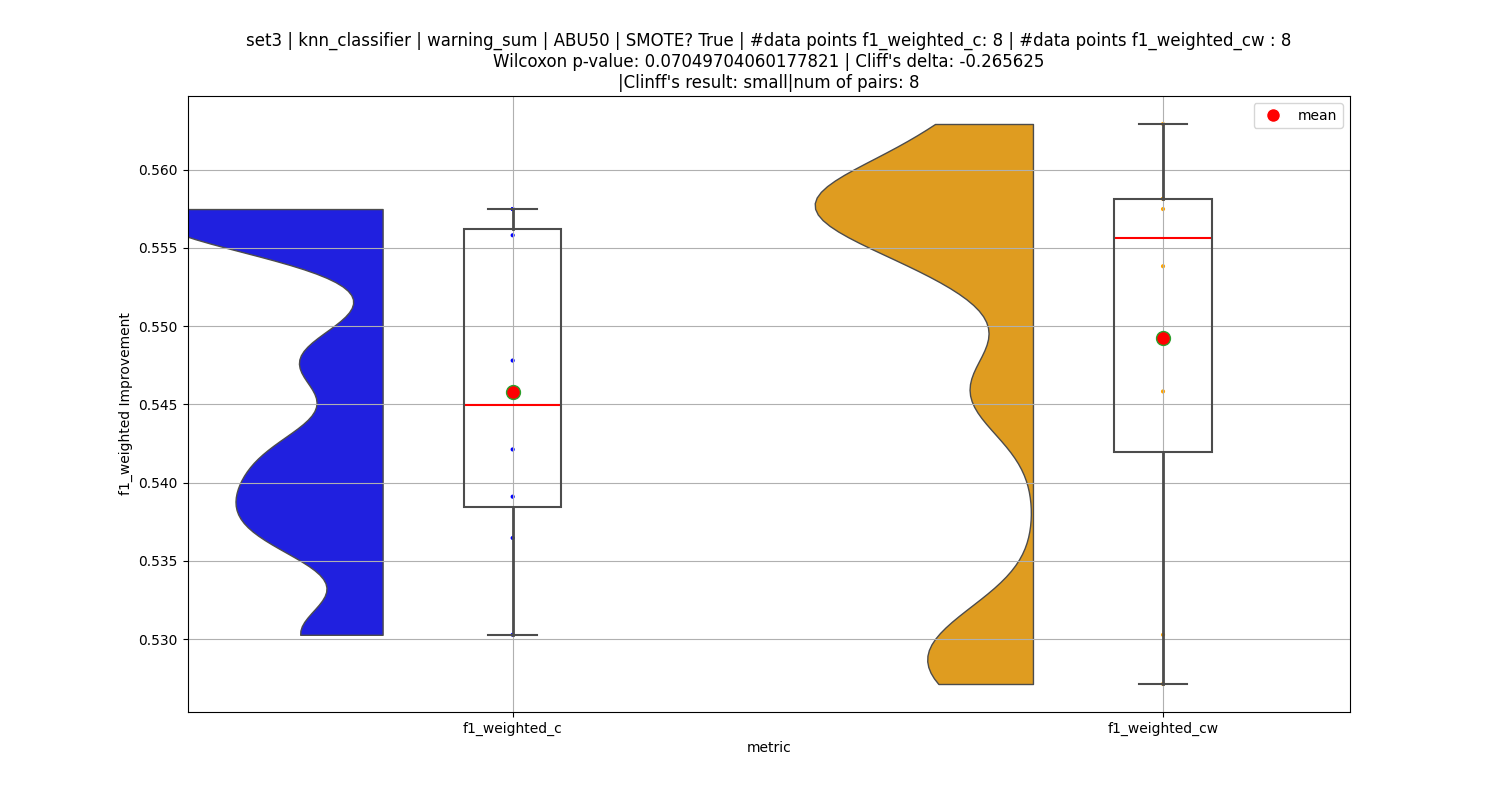 set3 | knn_classifier | warning_sum | ABU50 | SMOTE? True | #data points f1_weighted_c: 8 | #data points f1_weighted_cw : 8
Wilcoxon p-value: 0.07049704060177821 | Cliff's delta: -0.265625
|Clinff's result: small|num of pairs: 8
mean
0.560
0.555
0.550
0.545
0.540
0.535
0.530
f1_weighted Improvement
f1_weighted_c
f1_weighted_cw
metric